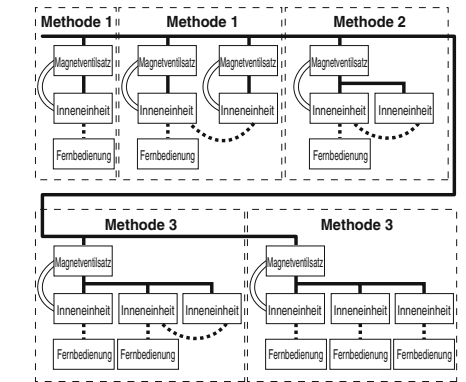 Methode 1 Methode 1 Methode 2
Magnetventilsatz Magnetventilsatz Magnetventilsatz Magnetventilsatz
Inneneinheit Inneneinheit Inneneinheit Inneneinheit Inneneinheit
Fernbedienung Fernbedienung Fernbedienung
Methode 3 Methode 3
Magnetventilsatz Magnetventilsatz
Inneneinheit Inneneinheit Inneneinheit Inneneinheit Inneneinheit Inneneinheit
Fernbedienung Fernbedienung Fernbedienung Fernbedienung Fernbedienung